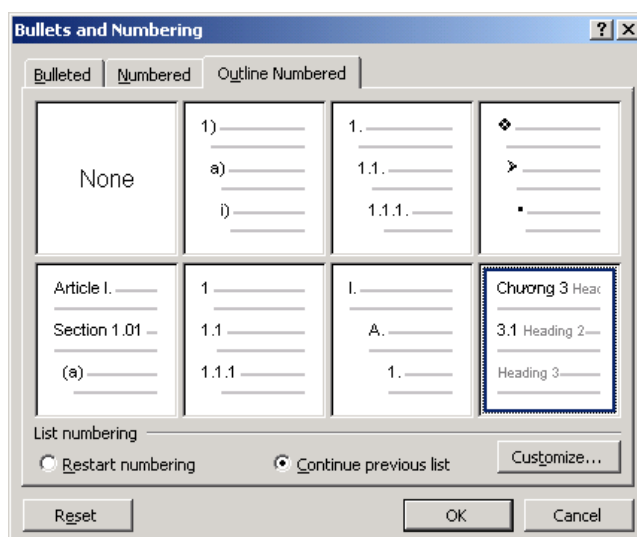 Bullets and Numbering
Bulleted Numbered Outline Numbered
None
1)
a)
i)
1.
1.1.
1.1.1.
Article I.
Section 1.01
(a)
1
1.1
1.1.1
I.
A.
1.
Chương 3 Head
3.1 Heading 2
Heading 3
List numbering
Restart numbering Continue previous list Customize...
Reset OK Cancel